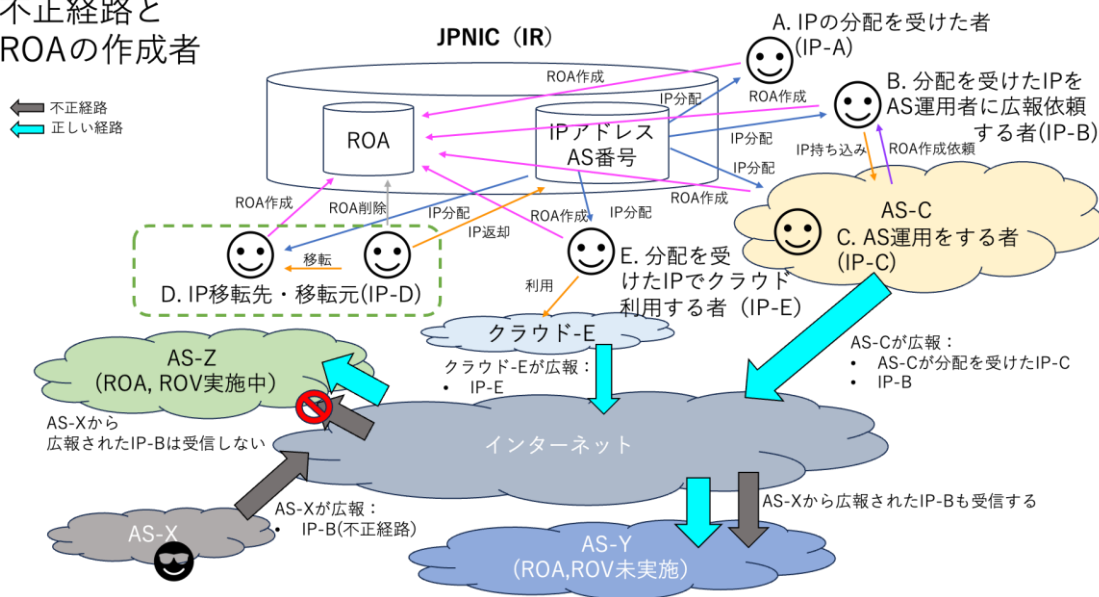 不正経路と
ROAの作成者
不正経路
正しい経路
JPNIC（IR）
ROA
IPアドレス
AS番号
A. IPの分配を受けた者
(IP-A)
B. 分配を受けたIPを
AS運用者に広報依頼
する者(IP-B)
ROA作成
IP分配
ROA作成
IP分配
IP持ち込み
ROA作成依頼
IP分配
ROA作成
AS-C
C. AS運用をする者
(IP-C)
ROA作成
ROA削除
IP分配
IP返却
ROA作成
IP分配
移転
D. IP移転先・移転元(IP-D)
E. 分配を受
けたIPでクラウド
利用する者（IP-E）
利用
クラウド-E
クラウド-Eが広報：
• IP-E
AS-Cが広報：
• AS-Cが分配を受けたIP-C
• IP-B
AS-Z
(ROA, ROV実施中）
AS-Xから
広報されたIP-Bは受信しない
インターネット
AS-Xが広報：
• IP-B(不正経路)
AS-X
AS-Xから広報されたIP-Bも受信する
AS-Y
(ROA,ROV未実施）